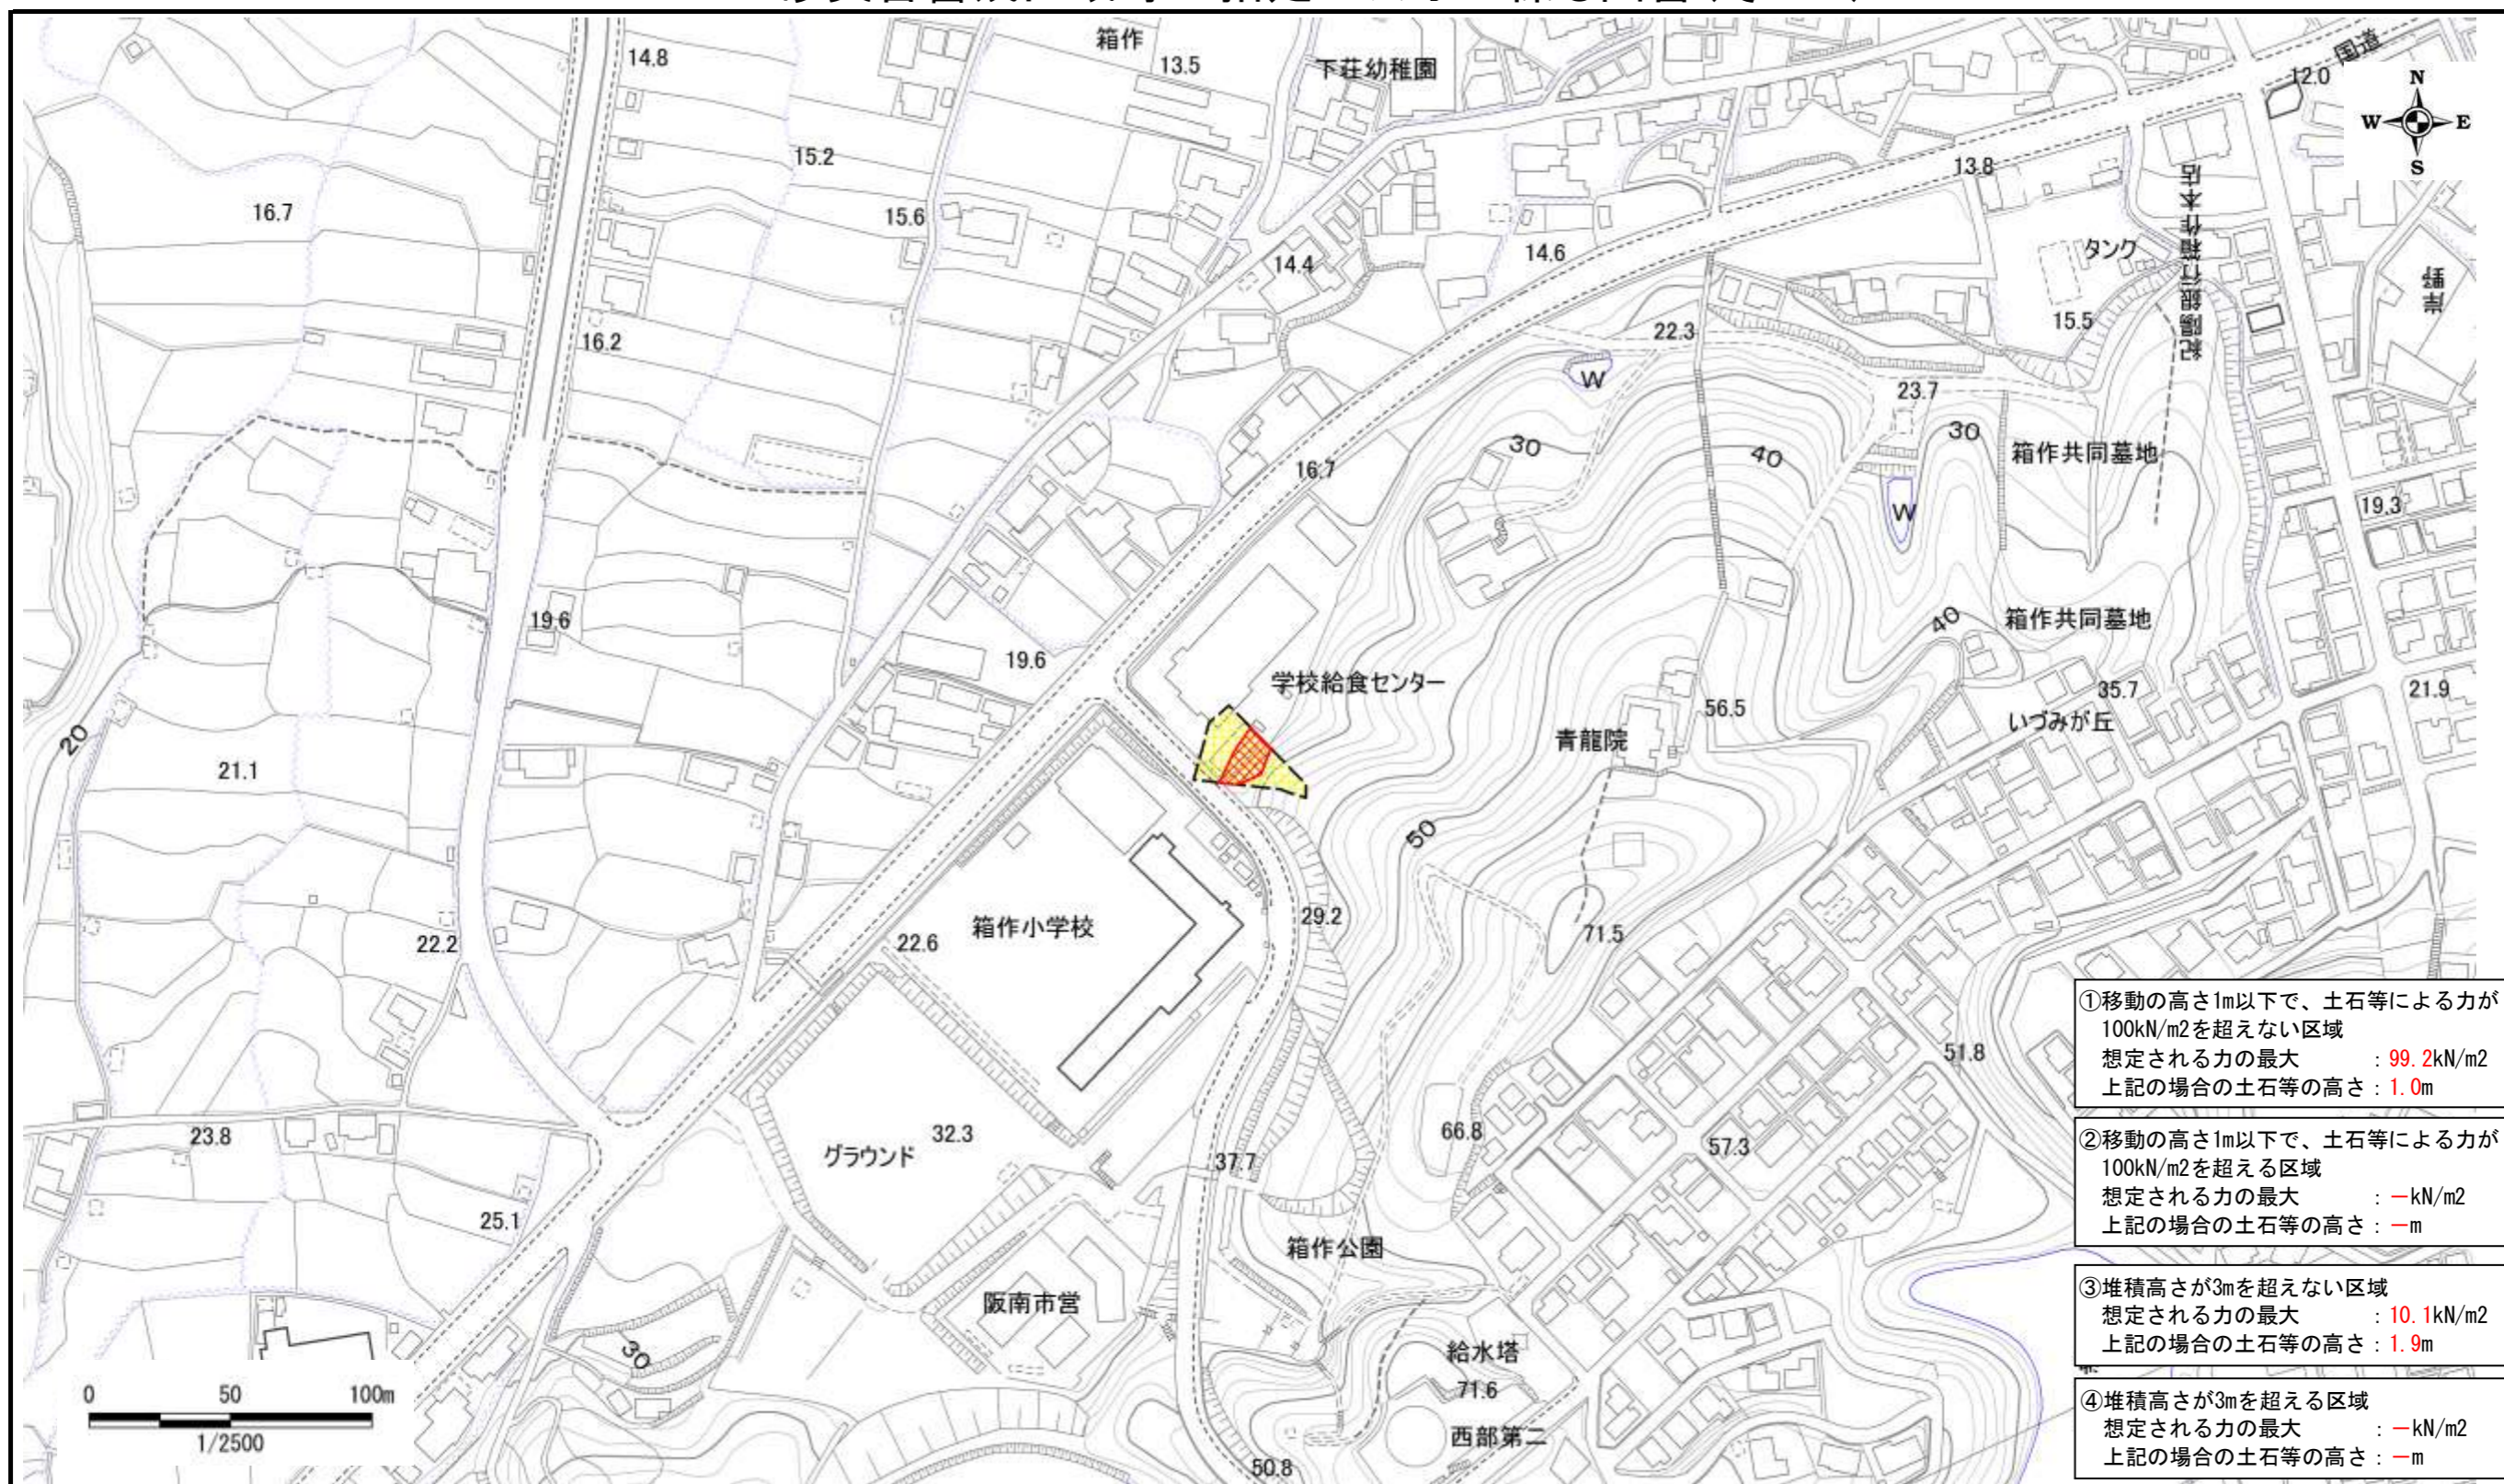 箱作
14.8
13.5
下荘幼稚園
国道
12.0
N
W
E
S
15.2
13.8
16.7
15.6
紀陽銀行箱作本店
14.6
14.4
タンク
岸野
15.5
16.2
22.3
W
23.7
30
30
40
箱作共同墓地
16.7
W
19.3
19.6
40
箱作共同墓地
19.6
学校給食センター
35.7
21.9
56.5
いづみが丘
青龍院
20
21.1
50
29.2
箱作小学校
22.6
22.2
71.5
①移動の高さ1m以下で、土石等による力が
100kN/m2を超えない区域
想定される力の最大 : 99.2kN/m2
上記の場合の土石等の高さ : 1.0m
51.8
②移動の高さ1m以下で、土石等による力が
100kN/m2を超える区域
想定される力の最大 : −kN/m2
上記の場合の土石等の高さ : −m
23.8
32.3
66.8
57.3
グラウンド
37.7
25.1
箱作公園
③堆積高さが3mを超えない区域
想定される力の最大 : 10.1kN/m2
上記の場合の土石等の高さ : 1.9m
阪南市営
30
給水塔
71.6
④堆積高さが3mを超える区域
想定される力の最大 : −kN/m2
上記の場合の土石等の高さ : −m
0 50 100m
1/2500
西部第二
50.8